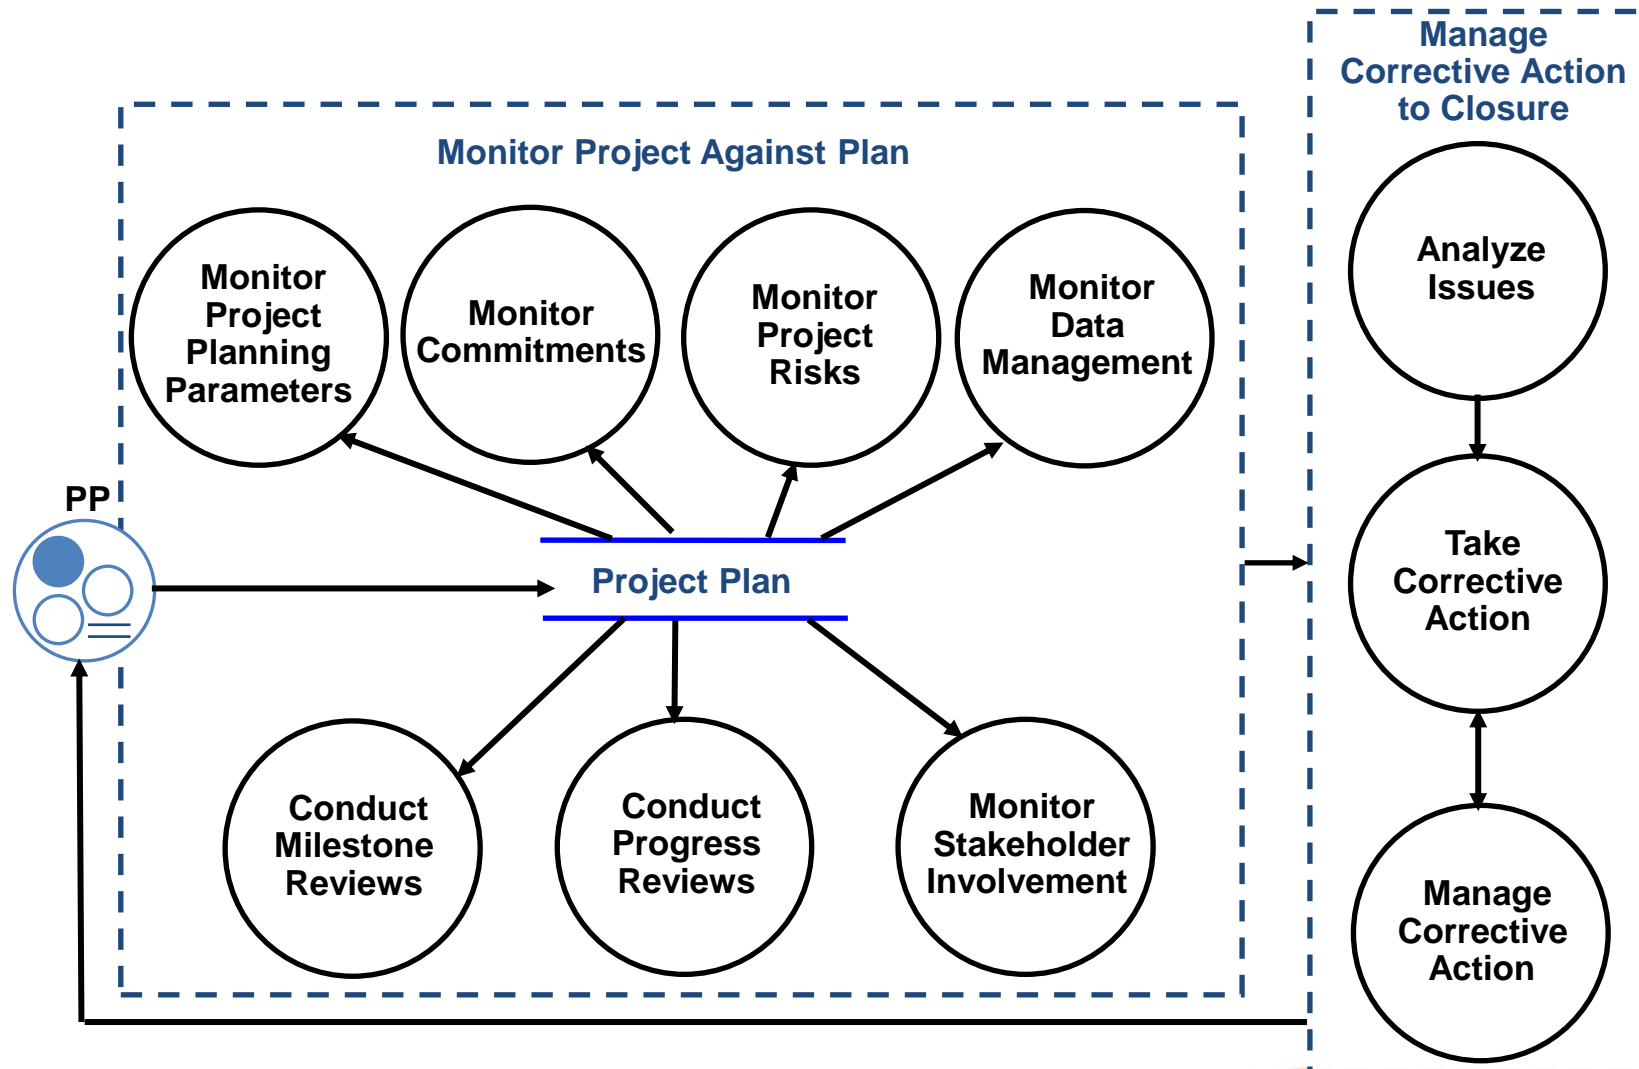 Manage
Corrective Action
to Closure
Monitor Project Against Plan
Monitor
Project
Planning
Parameters
Monitor
Commitments
Monitor
Project
Risks
Monitor
Data
Management
Analyze
Issues
PP
Project Plan
Take
Corrective
Action
Conduct
Milestone
Reviews
Conduct
Progress
Reviews
Monitor
Stakeholder
Involvement
Manage
Corrective
Action